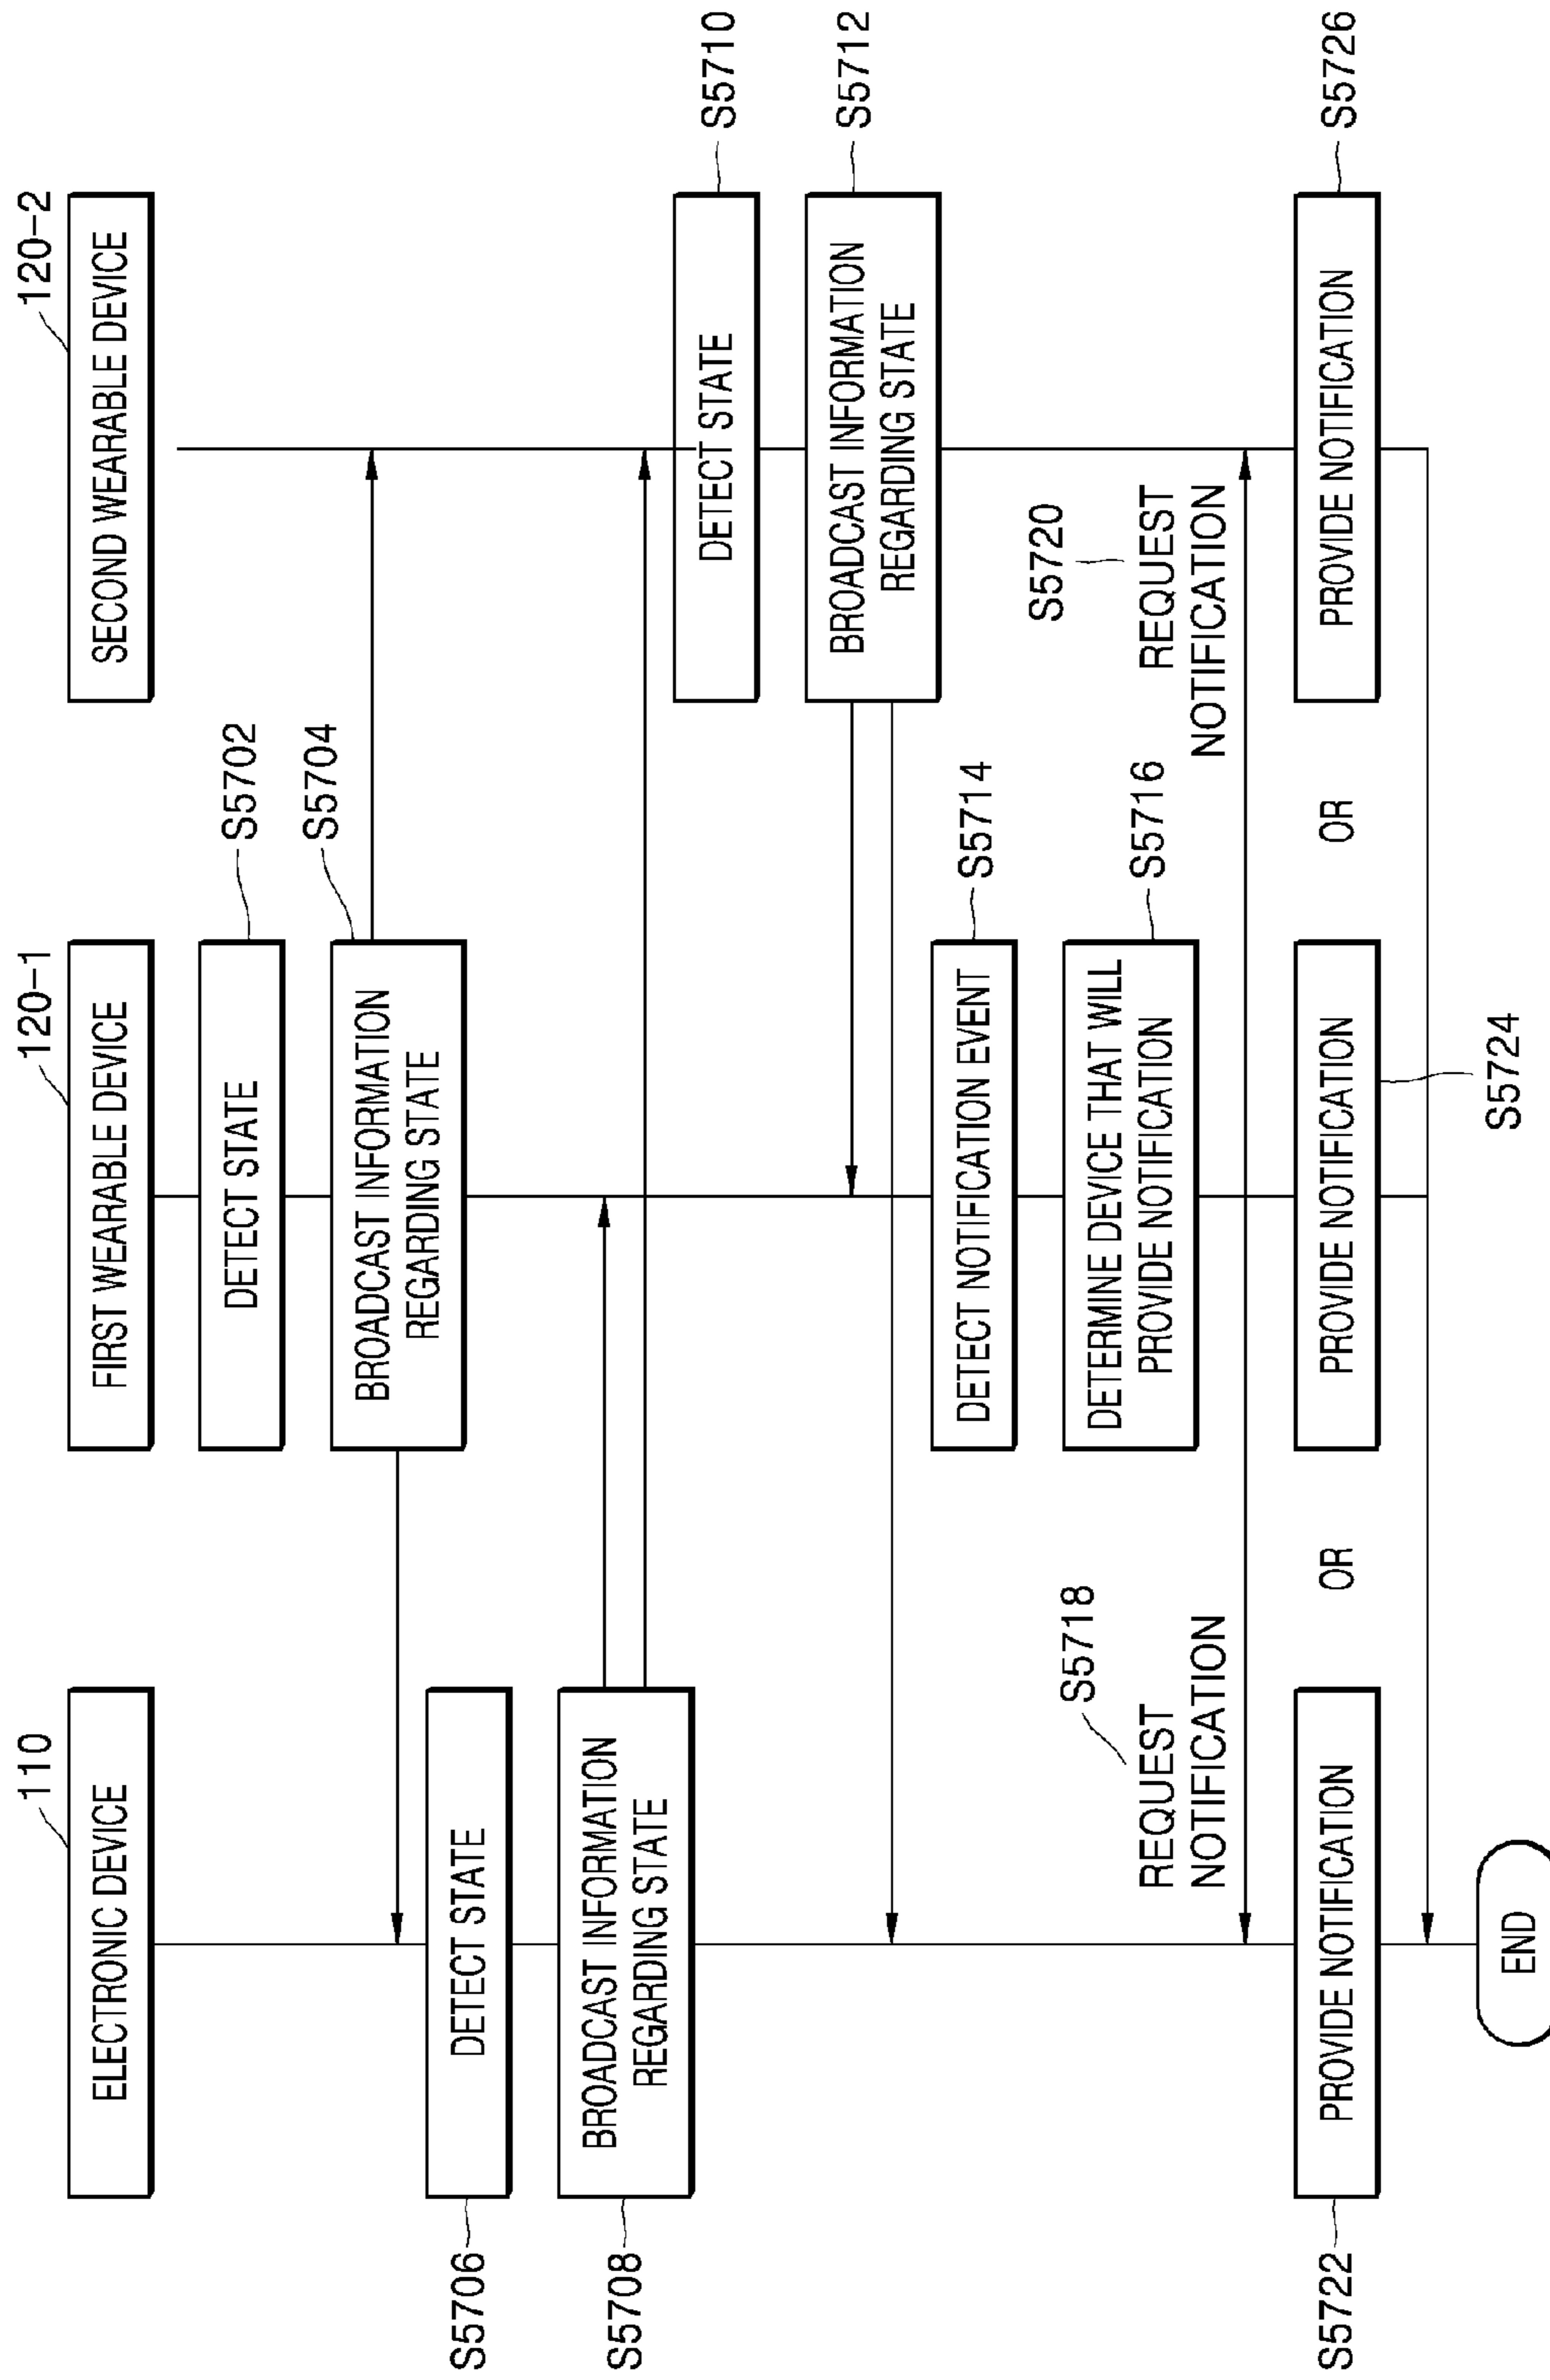 110
120-1
120-2
ELECTRONIC DEVICE
FIRST WEARABLE DEVICE
SECOND WEARABLE DEVICE
DETECT STATE
S5702
BROADCAST INFORMATION
REGARDING STATE
S5704
S5706
DETECT STATE
S5708
BROADCAST INFORMATION
REGARDING STATE
DETECT STATE
S5710
BROADCAST INFORMATION
REGARDING STATE
S5712
DETECT NOTIFICATION EVENT
S5714
DETERMINE DEVICE THAT WILL
PROVIDE NOTIFICATION
S5716
S5718
REQUEST
NOTIFICATION
S5720
REQUEST
NOTIFICATION
S5722
PROVIDE NOTIFICATION
OR
PROVIDE NOTIFICATION
OR
PROVIDE NOTIFICATION
S5726
S5724
END